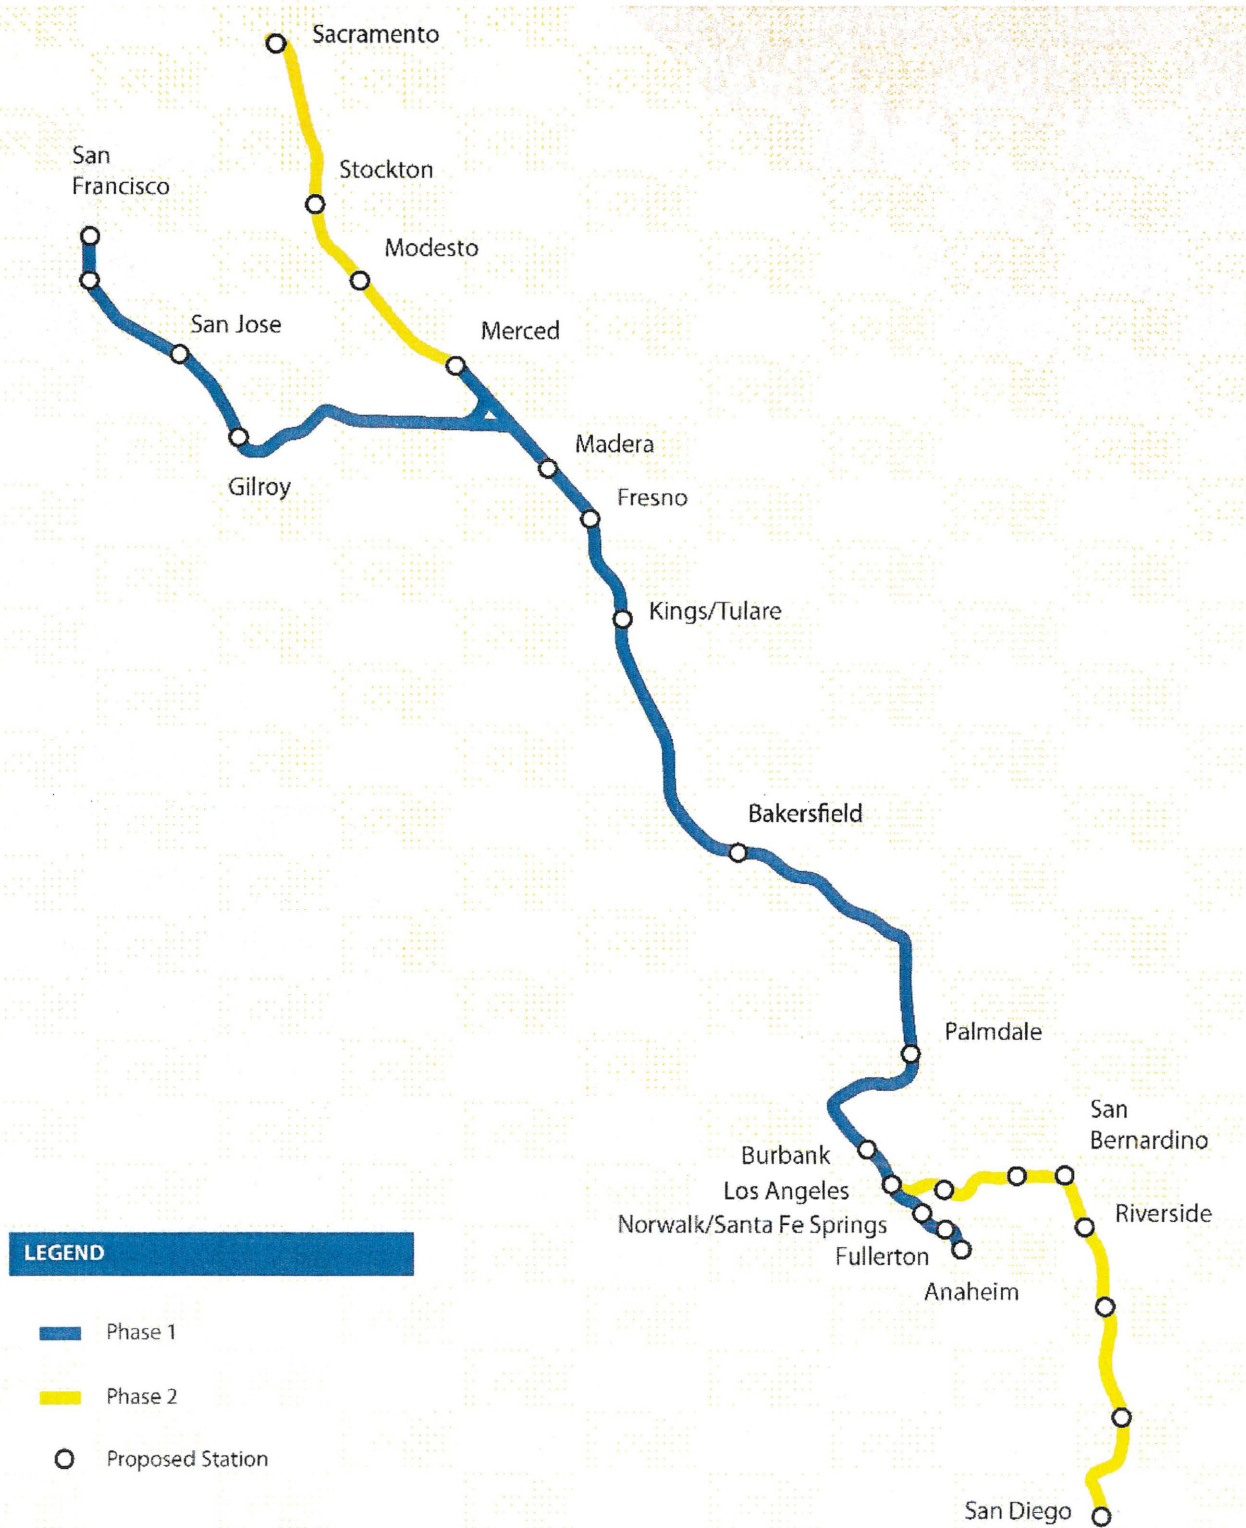 Sacramento
San
Francisco
Stockton
Modesto
San Jose
Merced
Madera
Gilroy
Fresno
Kings/Tulare
Bakersfield
Palmdale
San
Bernardino
Burbank
Los Angeles
Riverside
Norwalk/Santa Fe Springs
Fullerton
Anaheim
LEGEND
Phase 1
Phase 2
Proposed Station
San Diego